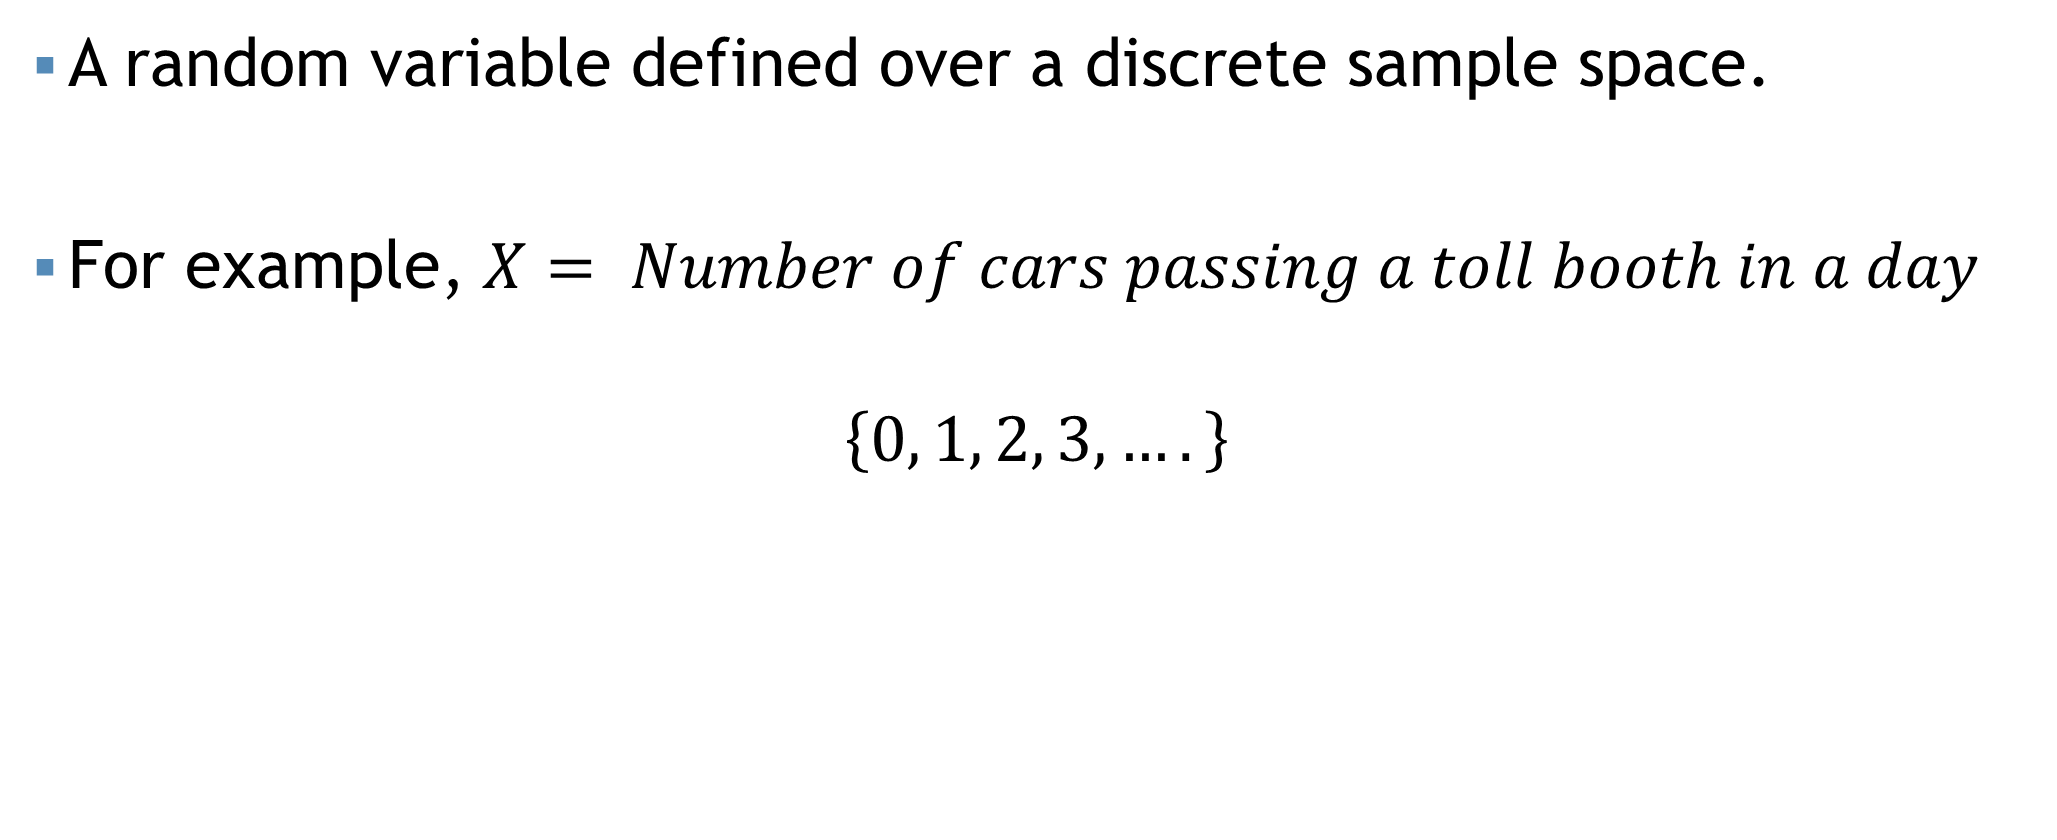 ▪ A random variable defined over a discrete sample space.
▪ For example, X = Number of cars passing a toll booth in a day
{0, 1, 2, 3, … . }